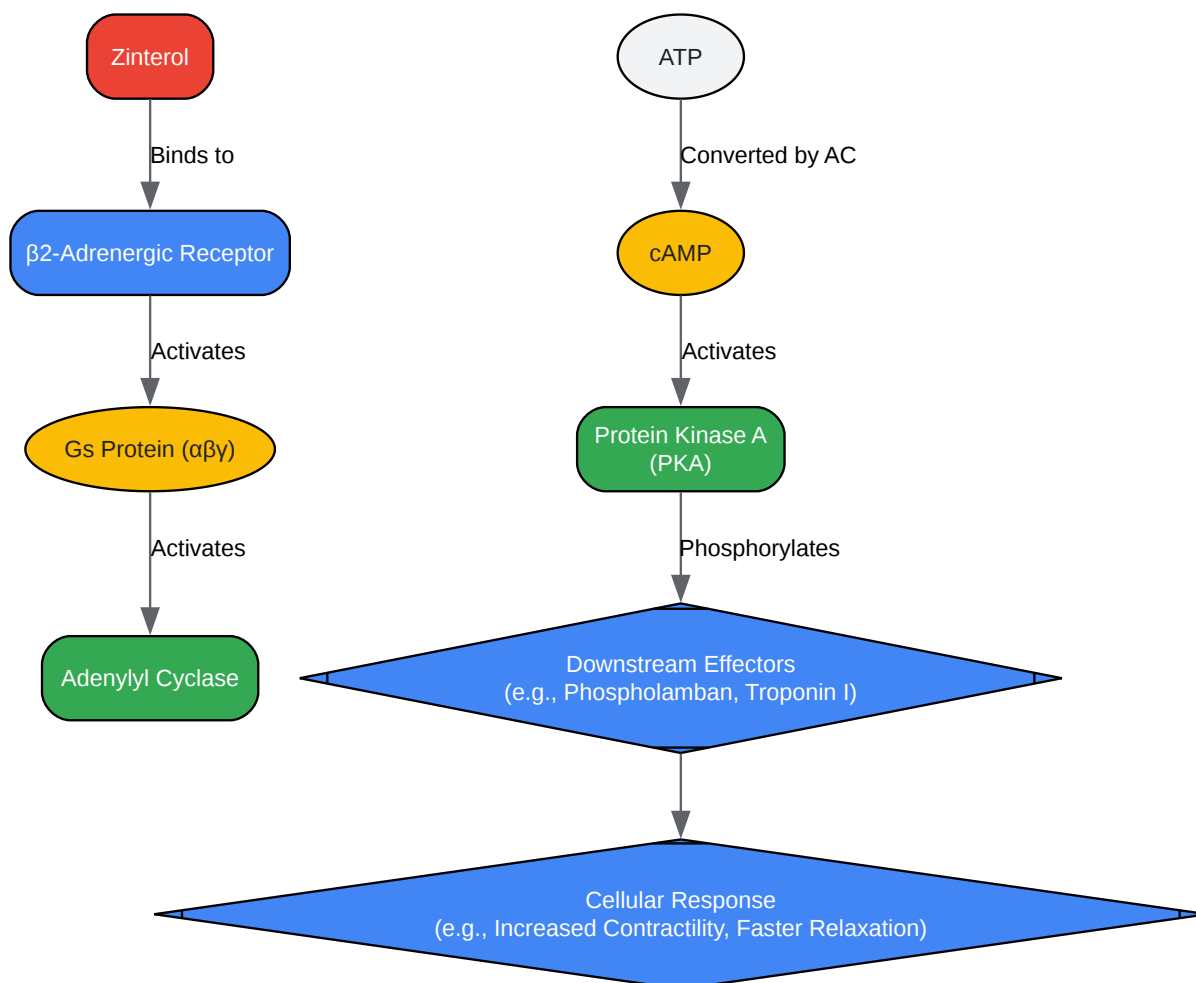 Zinterol
Binds to
β2-Adrenergic Receptor
Activates
Gs Protein (αβγ)
Activates
Adenylyl Cyclase
ATP
Converted by AC
cAMP
Activates
Protein Kinase A
(PKA)
Phosphorylates
Downstream Effectors
(e.g., Phospholamban, Troponin I)
Cellular Response
(e.g., Increased Contractility, Faster Relaxation)